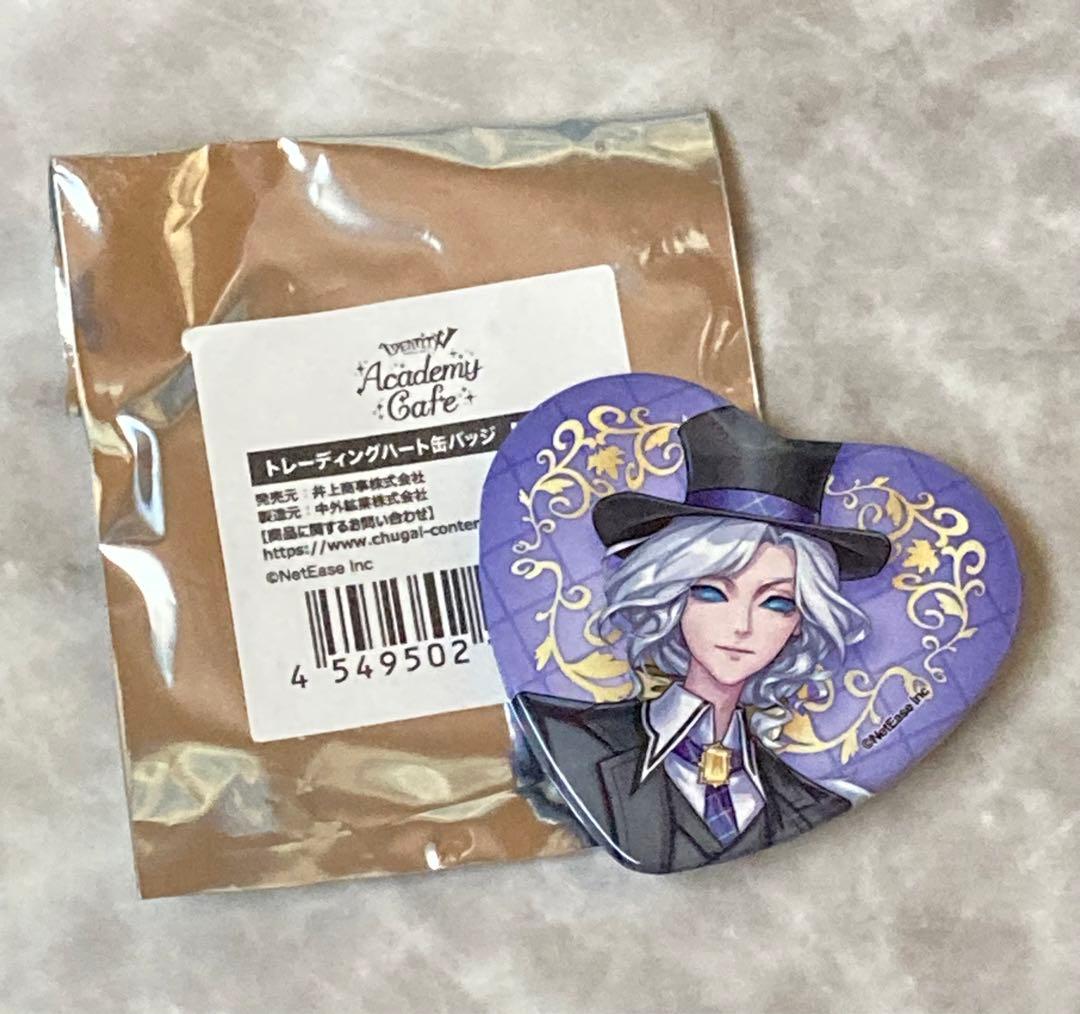 IDENTITY V
Academy
Cafe
トレーディングハート缶バッジ
発売元：井上商事株式会社
製造元：中外鉱業株式会社
【商品に関するお問い合わせ】
https://www.chugai-conten
©NetEase Inc
4 549502
©NetEase Inc